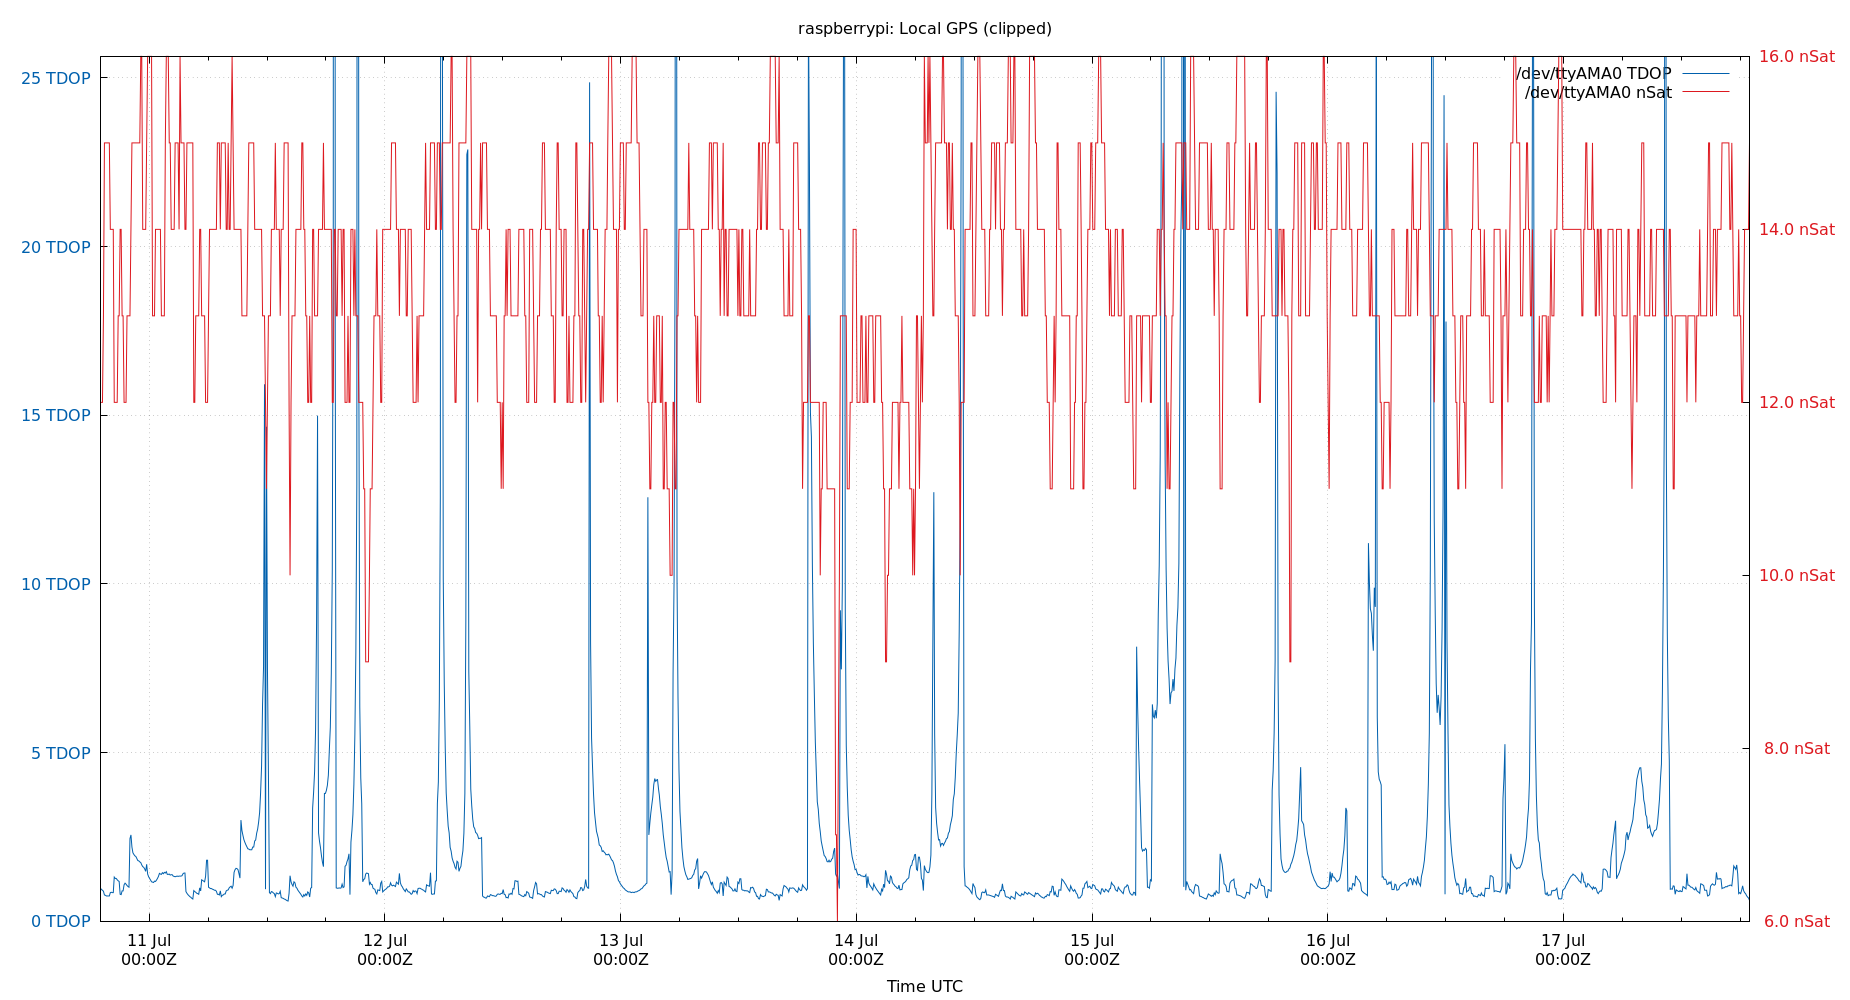 raspberrypi: Local GPS (clipped)
25 TDOP
20 TDOP
15 TDOP
10 TDOP
5 TDOP
0 TDOP
16.0 nSat
14.0 nSat
12.0 nSat
10.0 nSat
8.0 nSat
6.0 nSat
/dev/ttyAMA0 TDOP
/dev/ttyAMA0 nSat
11 Jul
00:00Z
12 Jul
00:00Z
13 Jul
00:00Z
14 Jul
00:00Z
15 Jul
00:00Z
16 Jul
00:00Z
17 Jul
00:00Z
Time UTC